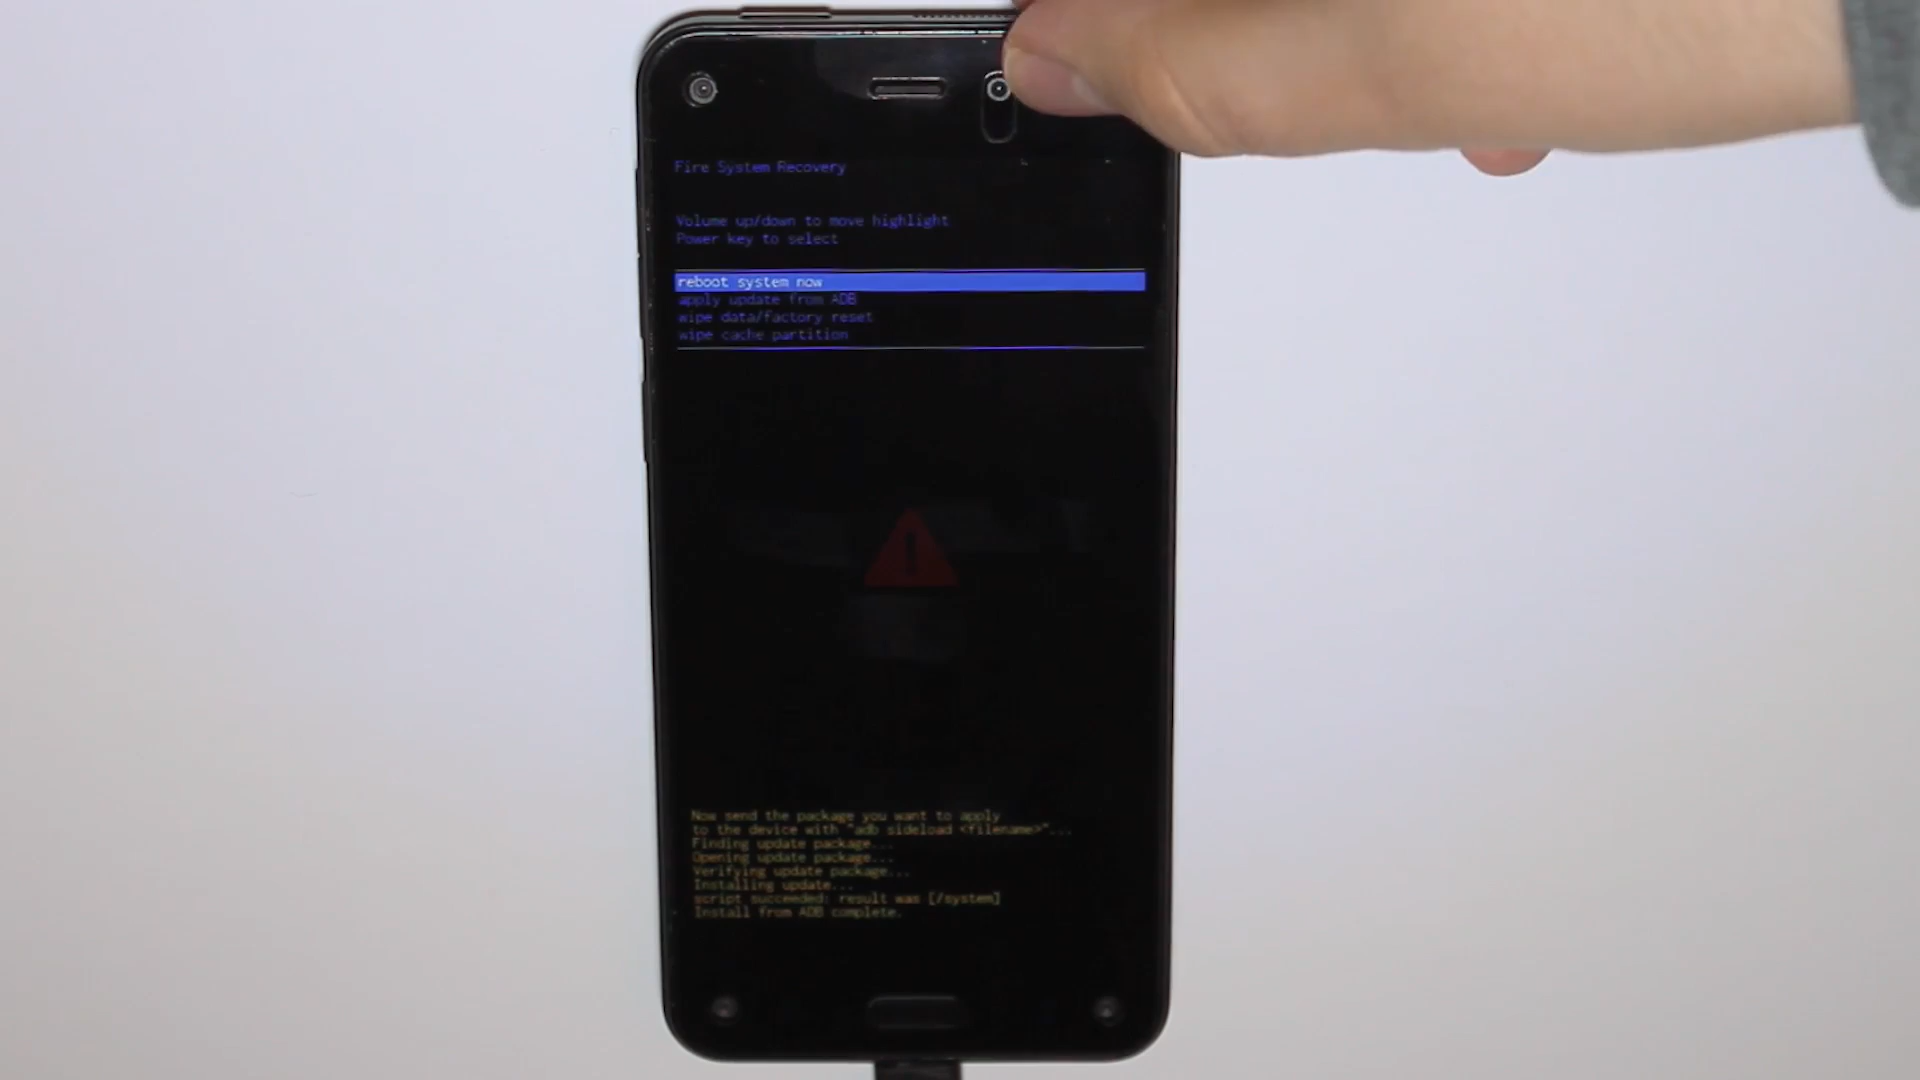 Fire System Recovery
Volume up/down to move highlight
Power key to select
reboot system now
apply update from ADB
wipe data/factory reset
wipe cache partition
Now send the package you want to apply
to the device with "adb sideload <filename>"...
Finding update package...
Opening update package...
Verifying update package...
Installing update...
script succeeded: result was [/system]
Install from ADB complete.